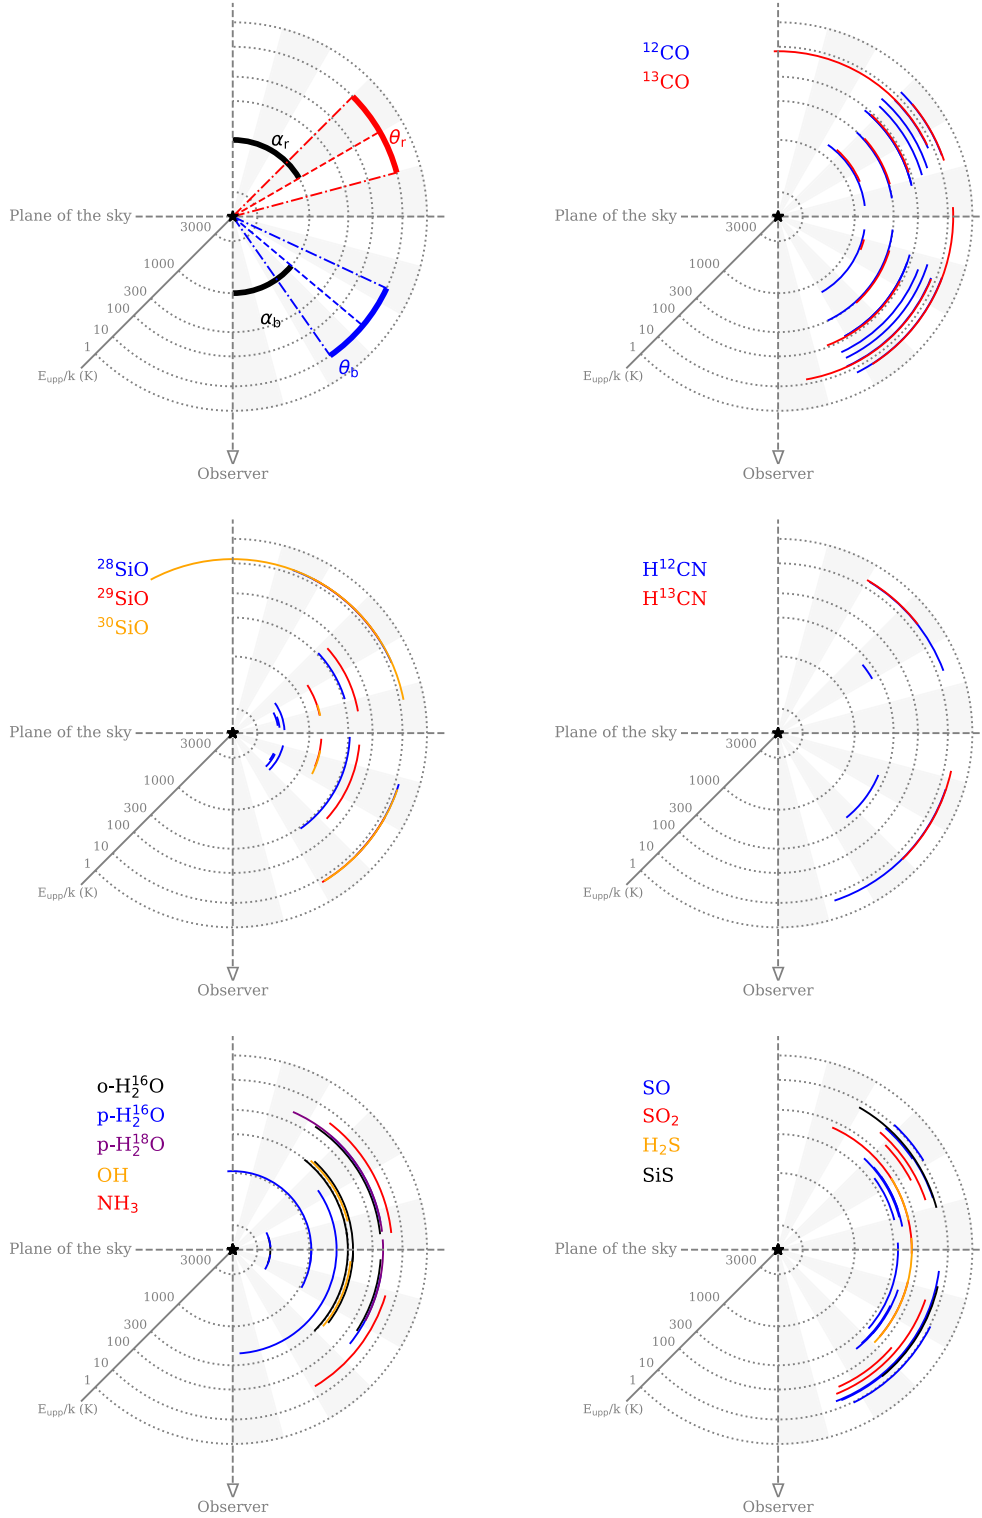 α_r
θ_r
Plane of the sky
3000
1000
300
100
10
1
E_upp/k (K)
α_b
θ_b
Observer
¹²CO
¹³CO
Plane of the sky
3000
1000
300
100
10
1
E_upp/k (K)
Observer
²⁸SiO
²⁹SiO
³⁰SiO
Plane of the sky
3000
1000
300
100
10
1
E_upp/k (K)
Observer
H¹²CN
H¹³CN
Plane of the sky
3000
1000
300
100
10
1
E_upp/k (K)
Observer
o-H₂¹⁶O
p-H₂¹⁶O
p-H₂¹⁸O
OH
NH₃
Plane of the sky
3000
1000
300
100
10
1
E_upp/k (K)
Observer
SO
SO₂
H₂S
SiS
Plane of the sky
3000
1000
300
100
10
1
E_upp/k (K)
Observer